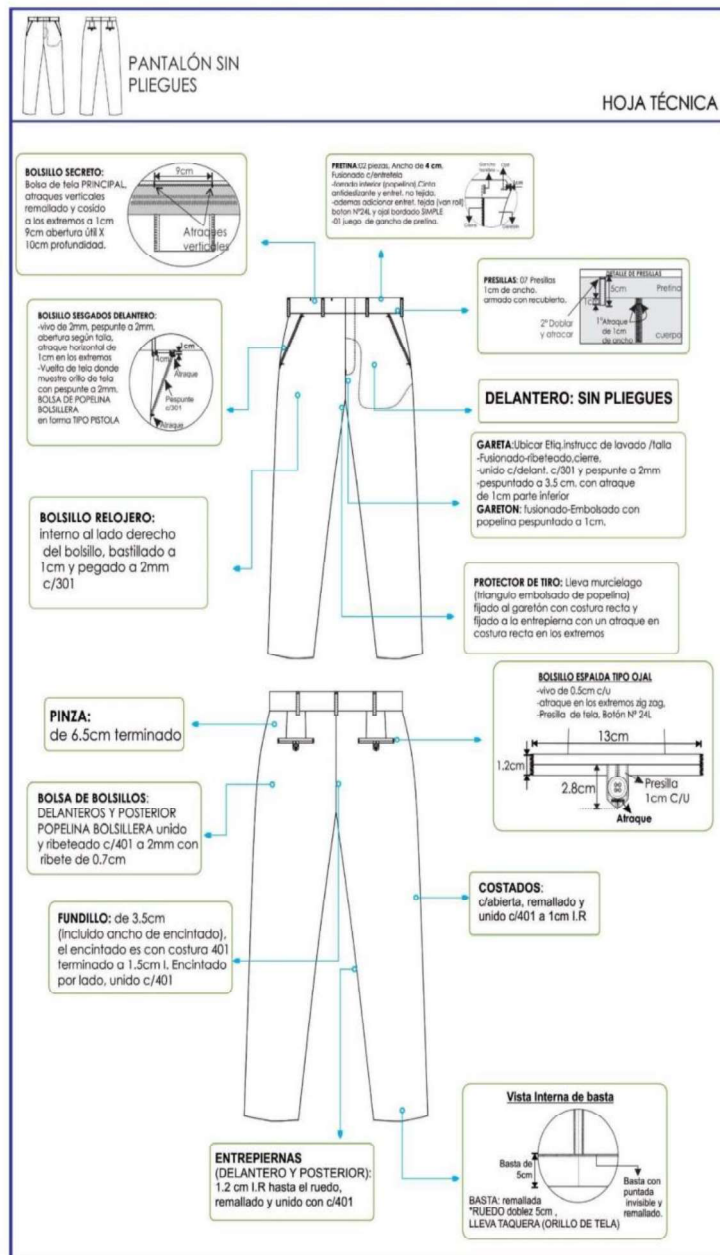 PANTALÓN SIN
PLIEGUES
HOJA TÉCNICA
BOLSILLO SECRETO:
Bolsa de tela PRINCIPAL,
atraques verticales
remallado y cosido
a los extremos a 1cm
9cm abertura útil X
10cm profundidad.
9cm
Atraques
verticales
PRETINA:02 piezas, Ancho de 4 cm.
Fusionado c/entretela
-forrado interior (popelina).Cinta
antideslizante y entret. no tejida.
-ademas adicionar entret. tejida (van roll)
boton N°24L y ojal bordado SIMPLE
-01 juego de gancho de pretina.
PRESILLAS: 07 Presillas
1cm de ancho.
armado con recubierto.
DETALLE DE PRESILLAS
5cm
Pretina
1cm
2° Doblar
y atracar
1°Atraque
de 1cm
de ancho
cuerpo
BOLSILLO SESGADOS DELANTERO:
-vivo de 2mm, pespunte a 2mm,
abertura según talla,
atraque horizontal de
1cm en los extremos
-Vuelta de tela donde
muestre orillo de tela
con pespunte a 2mm,
BOLSA DE POPELINA
BOLSILLERA
en forma TIPO PISTOLA
1cm
4cm
Atraque
Pespunte
c/301
Atraque
DELANTERO: SIN PLIEGUES
GARETA:Ubicar Etiq.instrucc de lavado /talla
-Fusionado-ribeteado,cierre.
-unido c/delant. c/301 y pespunte a 2mm
-pespuntado a 3.5 cm. con atraque
de 1cm parte inferior
GARETON: fusionado-Embolsado con
popelina pespuntado a 1cm.
BOLSILLO RELOJERO:
interno al lado derecho
del bolsillo, bastillado a
1cm y pegado a 2mm
c/301
PROTECTOR DE TIRO: Lleva murcielago
(triangulo embolsado de popelina)
fijado al garetón con costura recta y
fijado a la entrepierna con un atraque en
costura recta en los extremos
BOLSILLO ESPALDA TIPO OJAL
-vivo de 0.5cm c/u
-atraque en los extremos zig zag,
-Presilla de tela, Botón N° 24L
13cm
1.2cm
2.8cm
Presilla
1cm C/U
Atraque
PINZA:
de 6.5cm terminado
BOLSA DE BOLSILLOS:
DELANTEROS Y POSTERIOR
POPELINA BOLSILLERA unido
y ribeteado c/401 a 2mm con
ribete de 0.7cm
COSTADOS:
c/abierta, remallado y
unido c/401 a 1cm I.R
FUNDILLO: de 3.5cm
(incluido ancho de encintado),
el encintado es con costura 401
terminado a 1.5cm I. Encintado
por lado, unido c/401
ENTREPIERNAS
(DELANTERO Y POSTERIOR):
1.2 cm I.R hasta el ruedo,
remallado y unido con c/401
Vista Interna de basta
Basta de
5cm
Basta con
puntada
invisible y
remallado.
BASTA: remallada
*RUEDO doblez 5cm ,
LLEVA TAQUERA (ORILLO DE TELA)